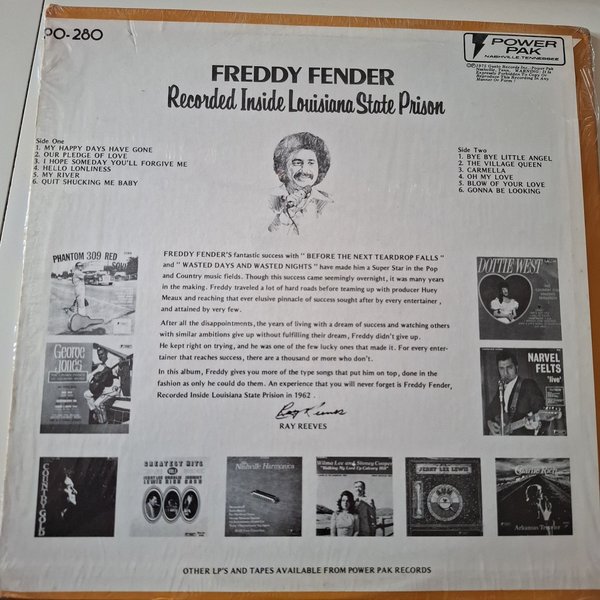 PO-280
POWER PAK
NASHVILLE, TENNESSEE
FREDDY FENDER
Recorded Inside Louisiana State Prison
Side One
1. MY HAPPY DAYS HAVE GONE
2. OUR PLEDGE OF LOVE
3. I HOPE SOMEDAY YOU'LL FORGIVE ME
4. HELLO LONLINESS
5. MY RIVER
6. QUIT SHUCKING ME BABY
Side Two
1. BYE BYE LITTLE ANGEL
2. THE VILLAGE QUEEN
3. CARMELLA
4. OH MY LOVE
5. BLOW OF YOUR LOVE
6. GONNA BE LOOKING
FREDDY FENDER'S fantastic success with " BEFORE THE NEXT TEARDROP FALLS "
and " WASTED DAYS AND WASTED NIGHTS " have made him a Super Star in the Pop
and Country music fields. Though this success came seemingly overnight, it was many years
in the making. Freddy traveled a lot of hard roads before teaming up with producer Huey
Meaux and reaching that ever elusive pinnacle of success sought after by every entertainer ,
and attained by very few.
After all the disappointments, the years of living with a dream of success and watching others
with similar ambitions give up without fulfilling their dream, Freddy didn't give up.
He kept right on trying, and he was one of the few lucky ones that made it. For every enter-
tainer that reaches success, there are a thousand or more who don't.
In this album, Freddy gives you more of the type songs that put him on top, done in the
fashion as only he could do them. An experience that you will never forget is Freddy Fender,
Recorded Inside Louisiana State Prision in 1962 .
Ray Reeves
RAY REEVES
PHANTOM 309 RED
DOTTIE WEST
George Jones
NARVEL FELTS
'live'
COUNTRY GOLD
GREATEST HITS
Nashville Harmonica
Wilma Lee and Stoney Cooper
JERRY LEE LEWIS
Arkansas Traveler
OTHER LP'S AND TAPES AVAILABLE FROM POWER PAK RECORDS